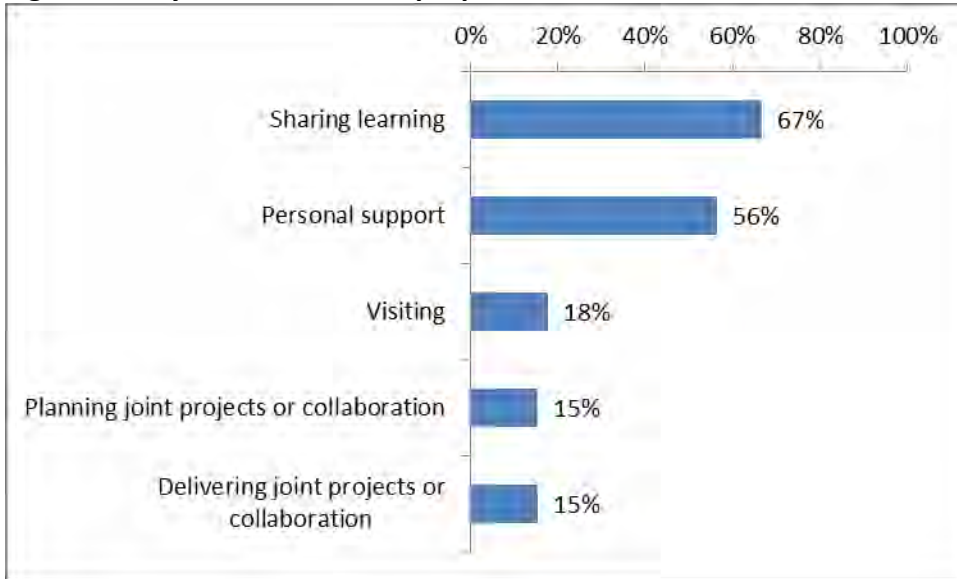 0% 20% 40% 60% 80% 100%
Sharing learning 67%
Personal support 56%
Visiting 18%
Planning joint projects or collaboration 15%
Delivering joint projects or
collaboration 15%